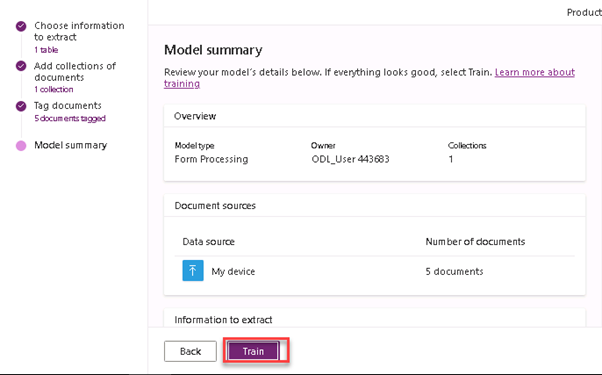 Product
Choose information
to extract
1 table
Add collections of
documents
1 collection
Tag documents
5 documents tagged
Model summary
Model summary
Review your model's details below. If everything looks good, select Train. Learn more about
training
Overview
Model type
Owner
Collections
Form Processing
ODL_User 443683
1
Document sources
Data source
Number of documents
My device
5 documents
Information to extract
Back
Train